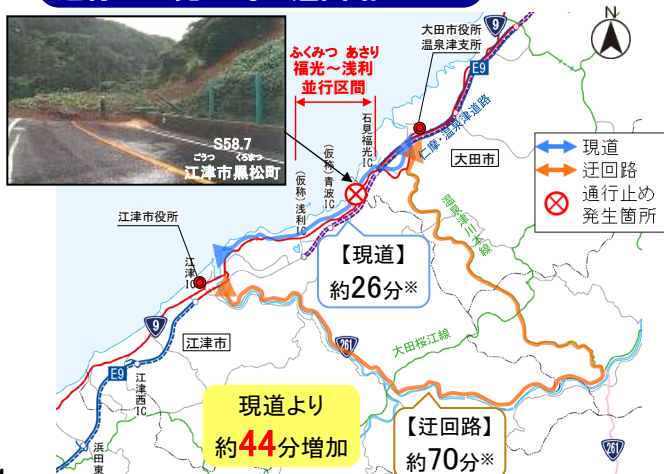 N
大田市役所
温泉津支所
9
E9
ふくみつ あさり
福光～浅利
並行区間
石見福光IC
仁摩・温泉津道路
大田市
現道
迂回路
通行止め
発生箇所
S58.7
ごうつ くろまつ
江津市黒松町
(仮称)青波IC
(仮称)浅利IC
温泉津川本線
江津市役所
江津IC
【現道】
約26分※
9
江津市
261
大田桜江線
E9
江津西IC
現道より
約44分増加
【迂回路】
約70分※
261
浜田東